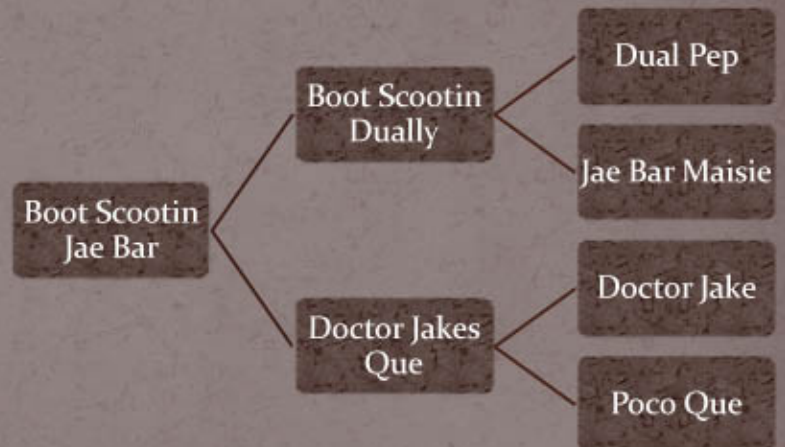 Boot Scootin
Jae Bar
Boot Scootin
Dually
Doctor Jakes
Que
Dual Pep
Jae Bar Maisie
Doctor Jake
Poco Que